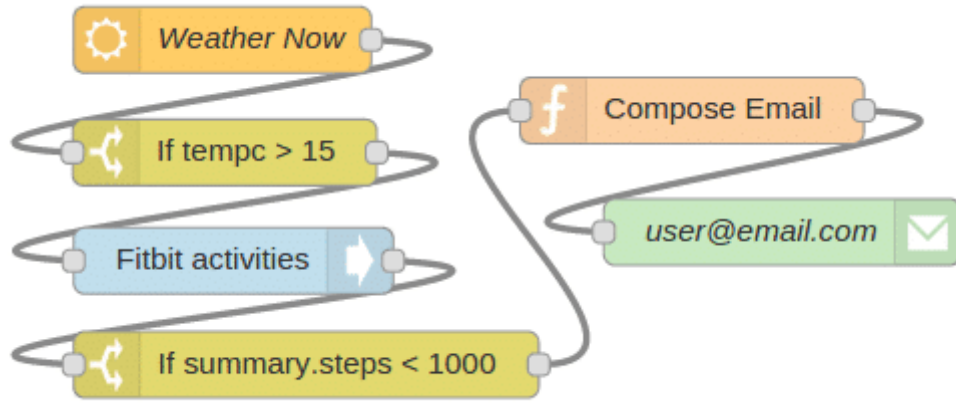 Weather Now
If tempc > 15
Fitbit activities
If summary.steps < 1000
Compose Email
user@email.com